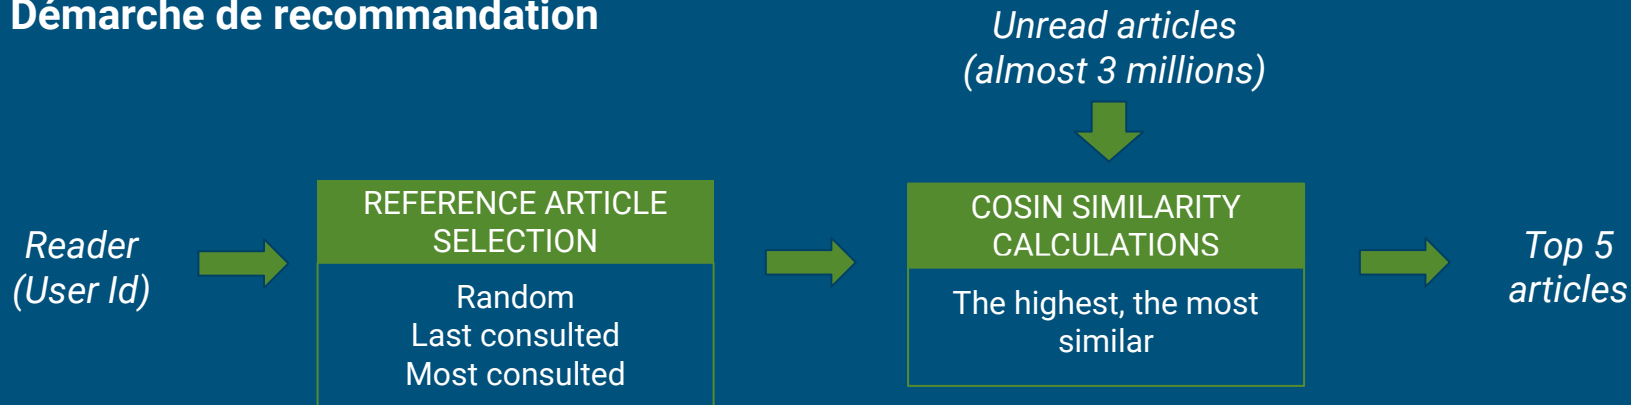 Démarche de recommandation
Unread articles
(almost 3 millions)
Reader
(User Id)
REFERENCE ARTICLE
SELECTION
Random
Last consulted
Most consulted
COSIN SIMILARITY
CALCULATIONS
The highest, the most
similar
Top 5
articles